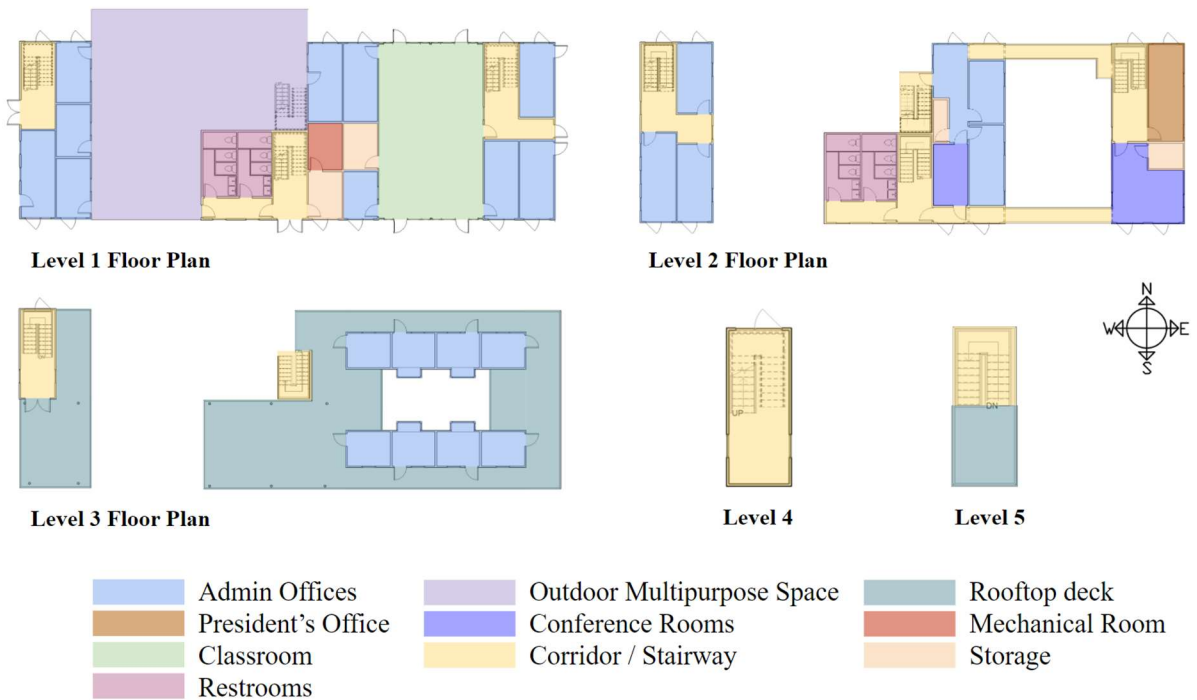 Level 1 Floor Plan
Level 2 Floor Plan
N
W E
S
UP
DN
Level 3 Floor Plan
Level 4
Level 5
Admin Offices
Outdoor Multipurpose Space
Rooftop deck
President's Office
Conference Rooms
Mechanical Room
Classroom
Corridor / Stairway
Storage
Restrooms